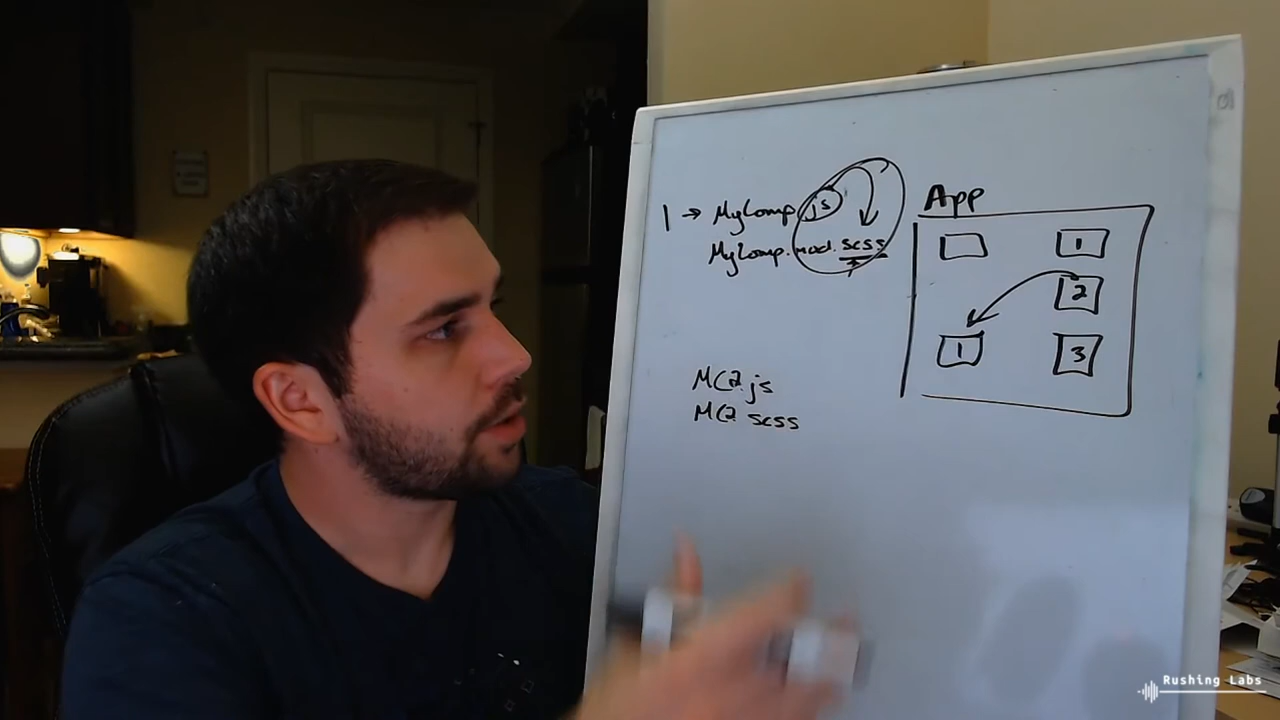 1 → MyComp.js
MyComp.mod.scss
MC2.js
MC2.scss
App
1
2
1
3
Rushing Labs